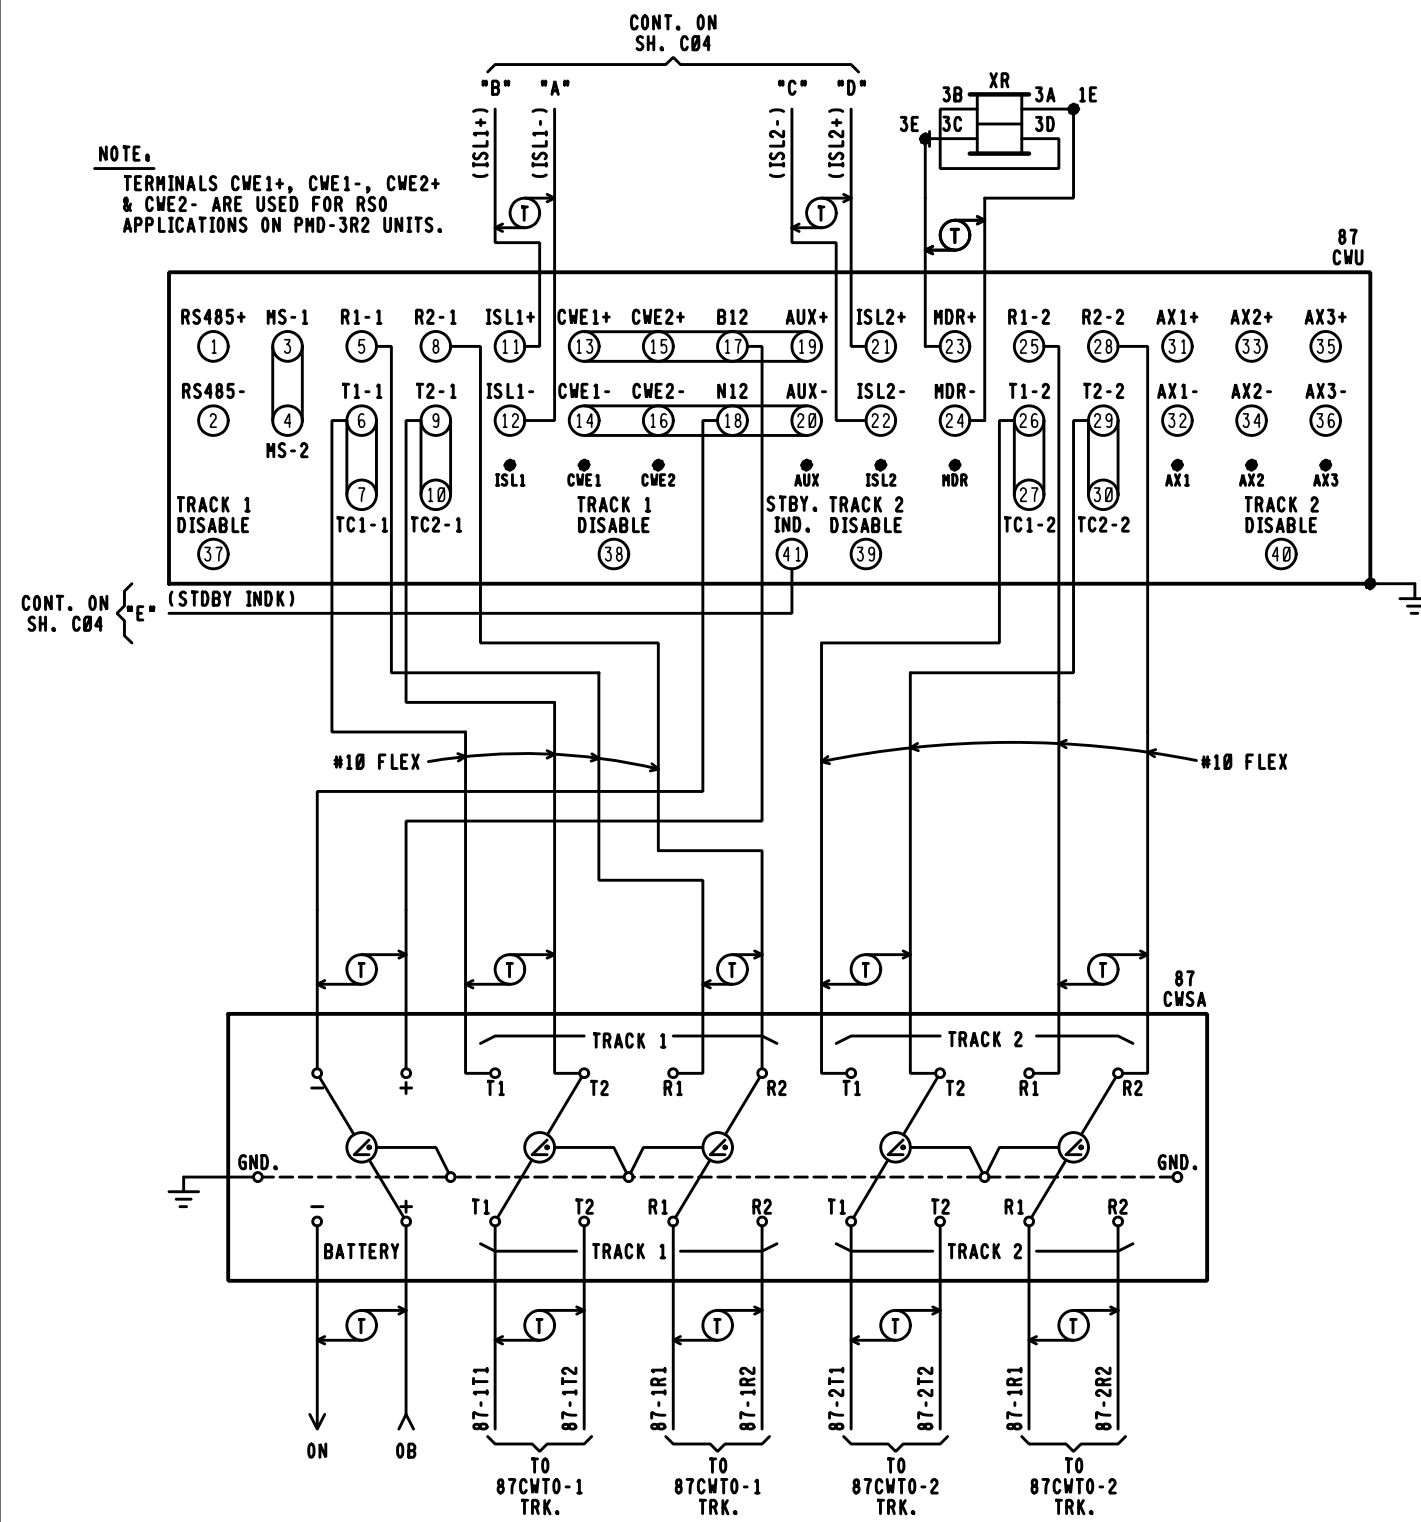 CONT. ON
SH. CØ4
"B" "A" "C" "D"
(ISL1+) (ISL1-) (ISL2-) (ISL2+)
XR
3B 3A 1E
3E 3C 3D
NOTE:
TERMINALS CWE1+, CWE1-, CWE2+
& CWE2- ARE USED FOR RSO
APPLICATIONS ON PMD-3R2 UNITS.
T T T
87
CWU
RS485+ MS-1 R1-1 R2-1 ISL1+ CWE1+ CWE2+ B12 AUX+ ISL2+ MDR+ R1-2 R2-2 AX1+ AX2+ AX3+
1 3 5 8 11 13 15 17 19 21 23 25 28 31 33 35
RS485- T1-1 T2-1 ISL1- CWE1- CWE2- N12 AUX- ISL2- MDR- T1-2 T2-2 AX1- AX2- AX3-
2 4 6 9 12 14 16 18 20 22 24 26 29 32 34 36
MS-2
ISL1 CWE1 CWE2 AUX ISL2 MDR AX1 AX2 AX3
7 10 27 30
TC1-1 TC2-1 TC1-2 TC2-2
TRACK 1
DISABLE
37
TRACK 1
DISABLE
38
STBY.
IND.
41
TRACK 2
DISABLE
39
TRACK 2
DISABLE
40
CONT. ON
SH. CØ4
"E"
(STDBY INDK)
#1Ø FLEX #1Ø FLEX
T T T T T
87
CWSA
TRACK 1 TRACK 2
- + T1 T2 R1 R2 T1 T2 R1 R2
GND. GND.
- + T1 T2 R1 R2 T1 T2 R1 R2
BATTERY TRACK 1 TRACK 2
T T T T T
87-1T1 87-1T2 87-1R1 87-1R2 87-2T1 87-2T2 87-1R1 87-2R2
ON OB
TO
87CWTO-1
TRK.
TO
87CWTO-1
TRK.
TO
87CWTO-2
TRK.
TO
87CWTO-2
TRK.